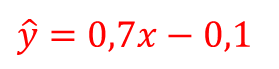 ŷ = 0,7x − 0,1